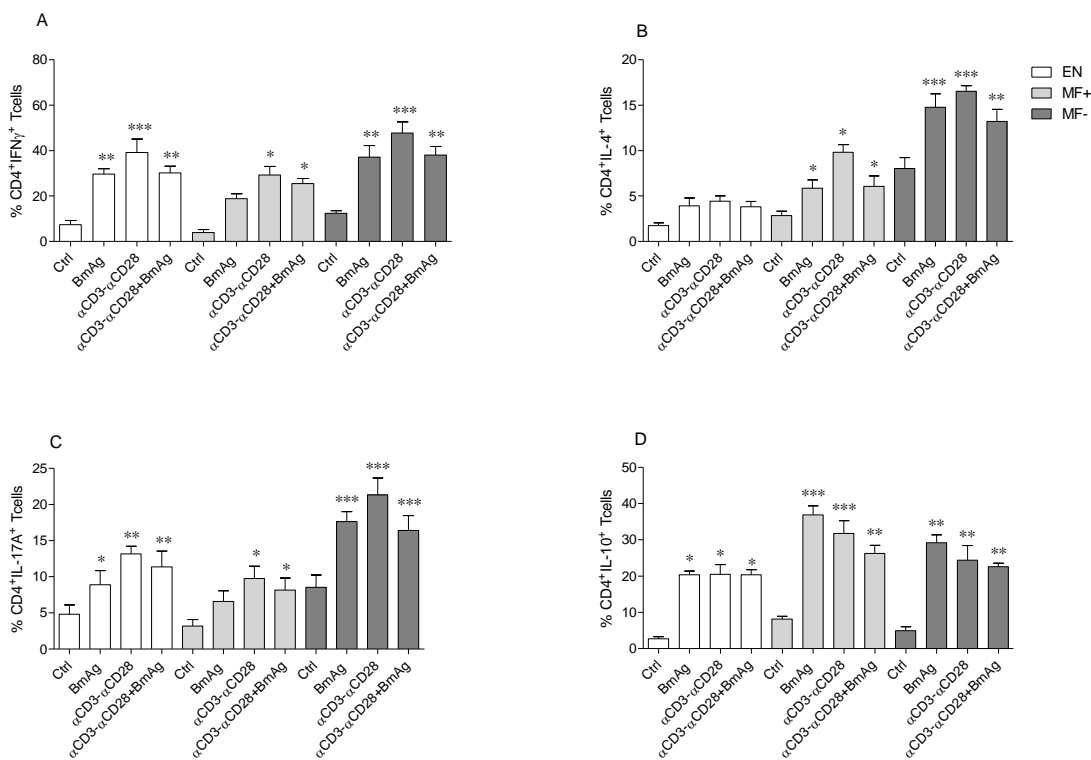 A
% CD4⁺IFNγ⁺ Tcells
80
60
40
20
0
** *** ** * * ** *** **
Ctrl BmAg αCD3-αCD28 αCD3-αCD28+BmAg Ctrl BmAg αCD3-αCD28 αCD3-αCD28+BmAg Ctrl BmAg αCD3-αCD28 αCD3-αCD28+BmAg
B
% CD4⁺IL-4⁺ Tcells
20
15
10
5
0
* * * *** *** **
Ctrl BmAg αCD3-αCD28 αCD3-αCD28+BmAg Ctrl BmAg αCD3-αCD28 αCD3-αCD28+BmAg Ctrl BmAg αCD3-αCD28 αCD3-αCD28+BmAg
EN
MF+
MF-
C
% CD4⁺IL-17A⁺ Tcells
25
20
15
10
5
0
* ** ** * * *** *** ***
Ctrl BmAg αCD3-αCD28 αCD3-αCD28+BmAg Ctrl BmAg αCD3-αCD28 αCD3-αCD28+BmAg Ctrl BmAg αCD3-αCD28 αCD3-αCD28+BmAg
D
% CD4⁺IL-10⁺ Tcells
50
40
30
20
10
0
* * * *** *** ** ** ** **
Ctrl BmAg αCD3-αCD28 αCD3-αCD28+BmAg Ctrl BmAg αCD3-αCD28 αCD3-αCD28+BmAg Ctrl BmAg αCD3-αCD28 αCD3-αCD28+BmAg